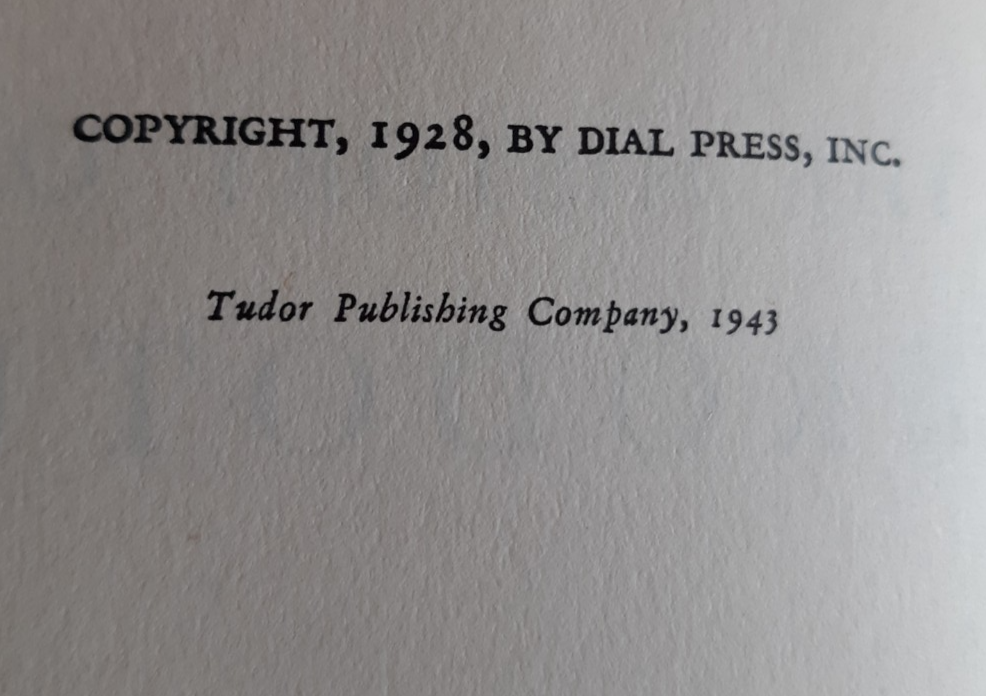 COPYRIGHT, 1928, BY DIAL PRESS, INC.
Tudor Publishing Company, 1943